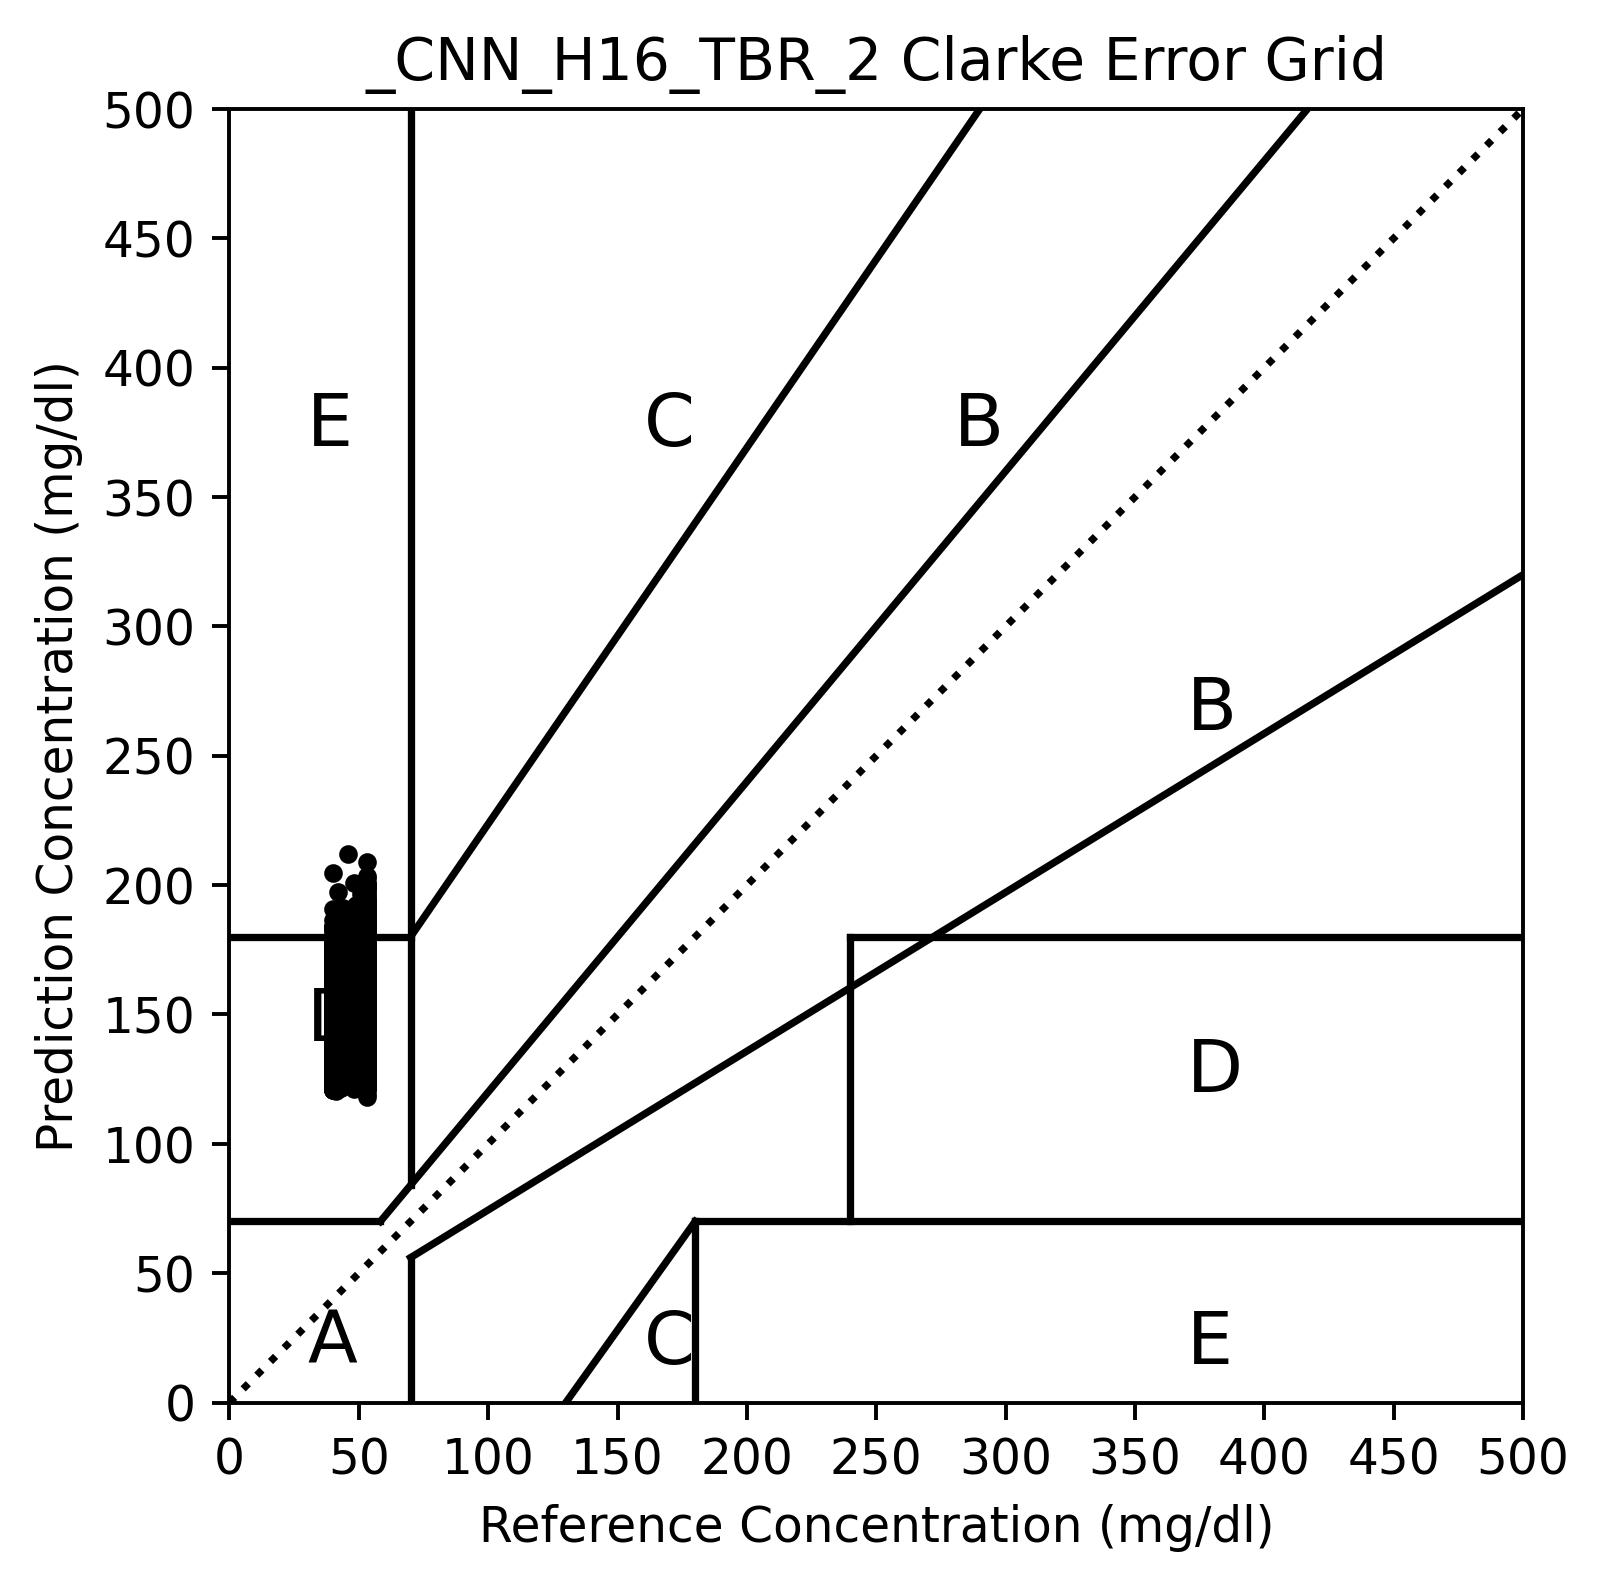 _CNN_H16_TBR_2 Clarke Error Grid
500
450
400
350
300
250
200
150
100
50
0
Prediction Concentration (mg/dl)
E
C
B
B
D
A
C
E
0 50 100 150 200 250 300 350 400 450 500
Reference Concentration (mg/dl)